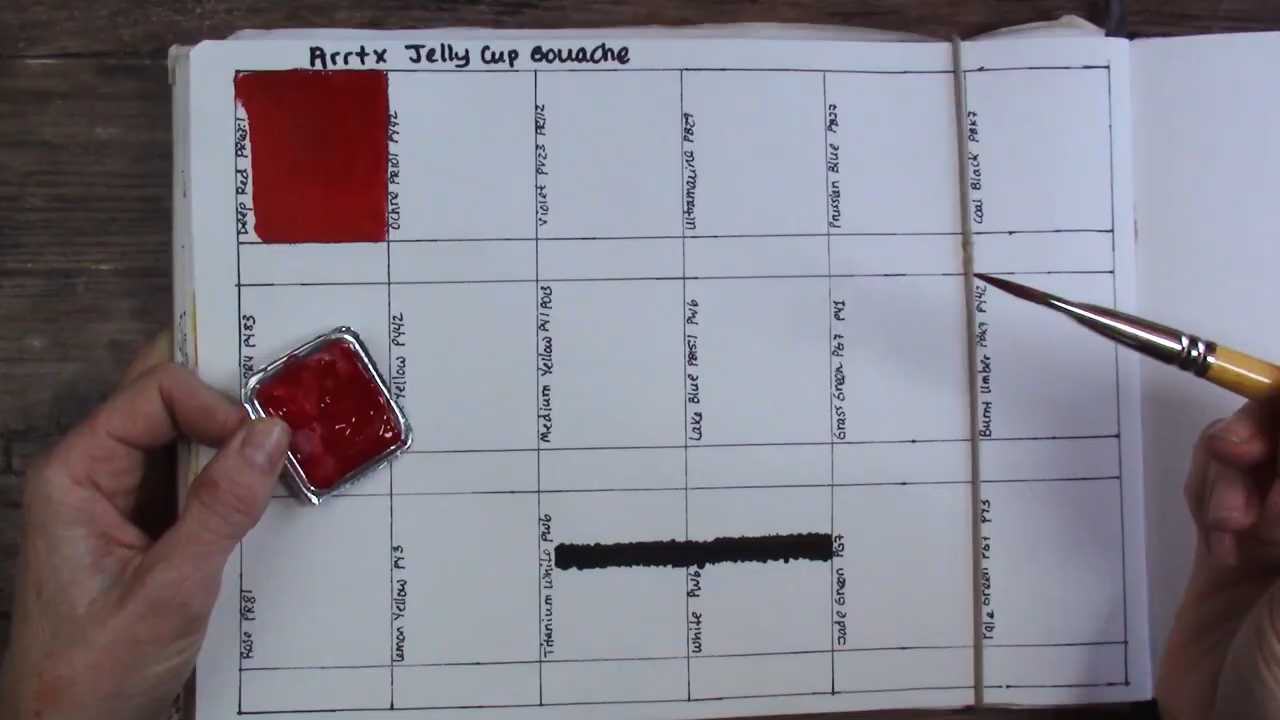 Arrtx Jelly Cup Gouache
Deep Red PR48:1
Ochre PR101 PY42
Violet PV23 PR112
Ultramarine PB29
Prussian Blue PB27
Coal Black PBK7
PR4 PY83
Yellow PY42
Medium Yellow PY1 PO13
Lake Blue PB15:1 PW6
Grass Green PG7 PY1
Burnt Umber PBK9 PY42
Rose PR81
Lemon Yellow PY3
Titanium White PW6
White PW6
Jade Green PG7
Pale Green PG7 PY3